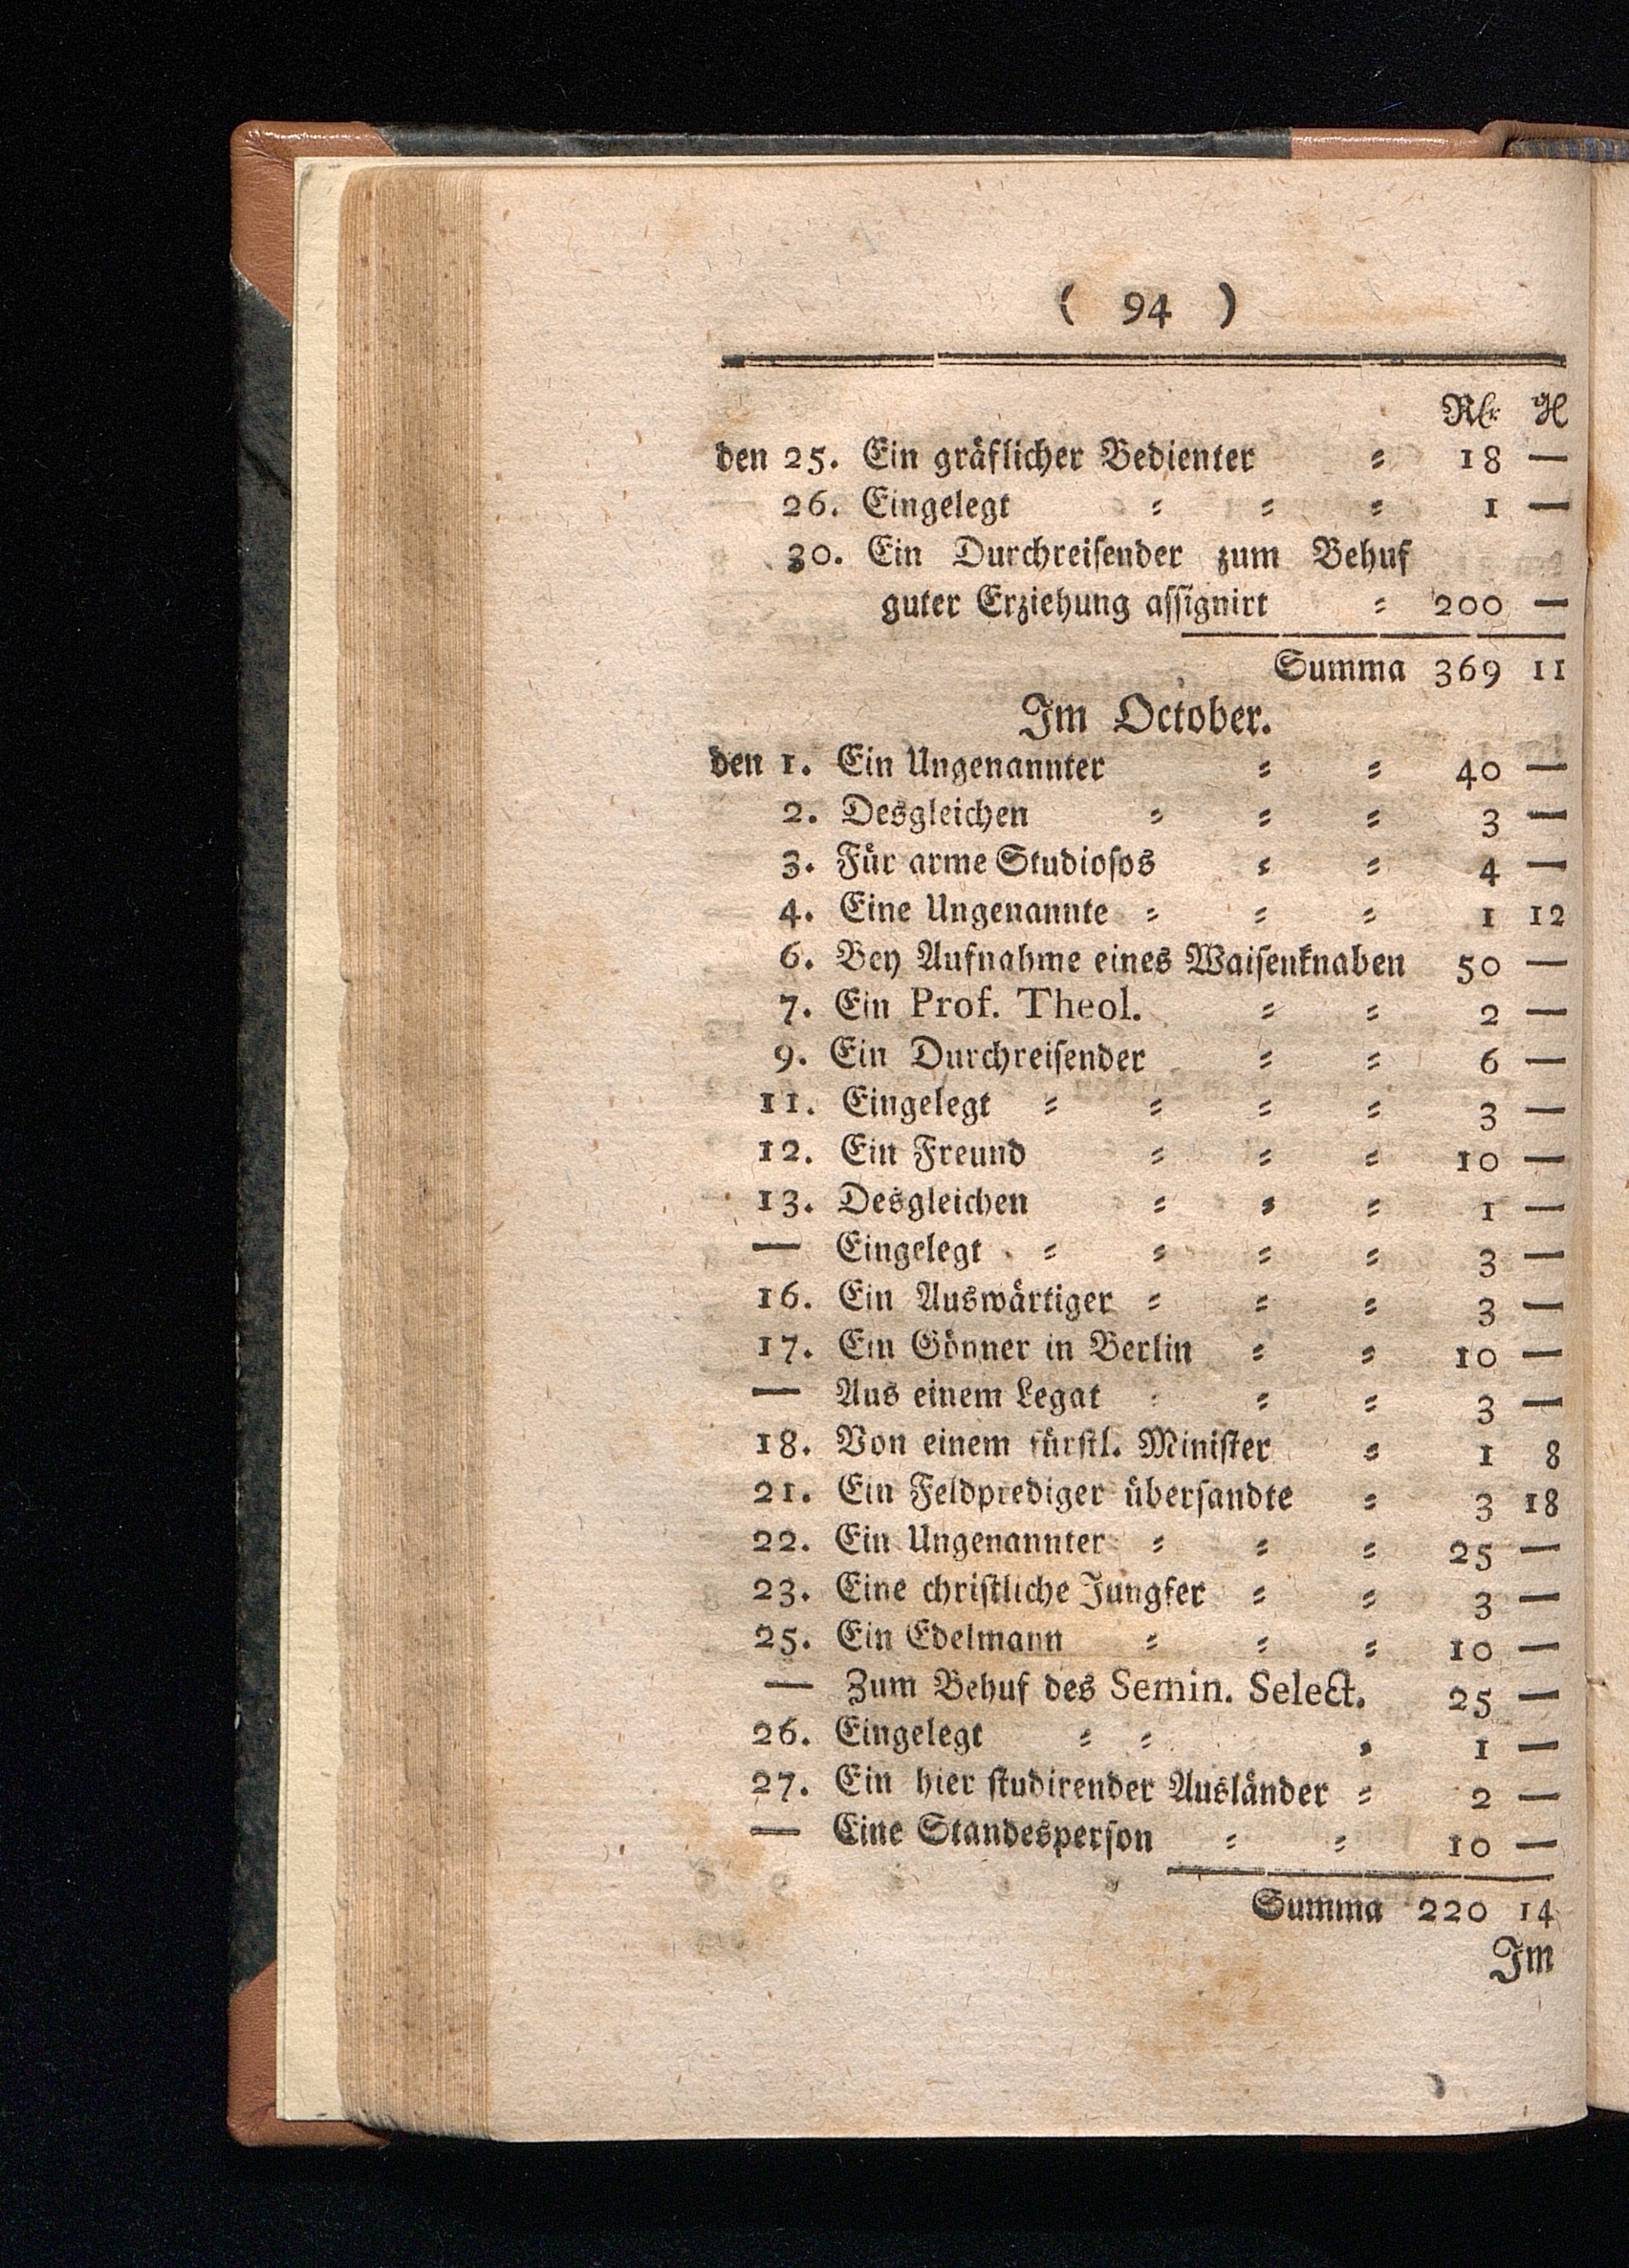 ( 94 )
Rlr. gl
den 25. Ein gräflicher Bedienter ⸗ 18 —
26. Eingelegt ⸗ ⸗ ⸗ 1 —
30. Ein Durchreiſender zum Behuf
guter Erziehung aſſignirt ⸗ 200 —
Summa 369 11
Im October.
den 1. Ein Ungenannter ⸗ ⸗ 40 —
2. Desgleichen ⸗ ⸗ ⸗ 3 —
3. Für arme Studioſos ⸗ ⸗ 4 —
4. Eine Ungenannte ⸗ ⸗ ⸗ 1 12
6. Bey Aufnahme eines Waiſenknaben 50 —
7. Ein Prof. Theol. ⸗ ⸗ 2 —
9. Ein Durchreiſender ⸗ ⸗ 6 —
11. Eingelegt ⸗ ⸗ ⸗ ⸗ 3 —
12. Ein Freund ⸗ ⸗ ⸗ 10 —
13. Desgleichen ⸗ ⸗ ⸗ 1 —
— Eingelegt ⸗ ⸗ ⸗ ⸗ 3 —
16. Ein Auswärtiger ⸗ ⸗ ⸗ 3 —
17. Ein Gönner in Berlin ⸗ ⸗ 10 —
— Aus einem Legat ⸗ ⸗ ⸗ 3 —
18. Von einem fürſtl. Miniſter ⸗ 1 8
21. Ein Feldprediger überſandte ⸗ 3 18
22. Ein Ungenannter ⸗ ⸗ ⸗ 25 —
23. Eine chriſtliche Jungfer ⸗ ⸗ 3 —
25. Ein Edelmann ⸗ ⸗ ⸗ 10 —
— Zum Behuf des Semin. Select. 25 —
26. Eingelegt ⸗ ⸗ ⸗ 1 —
27. Ein hier ſtudirender Ausländer ⸗ 2 —
— Eine Standesperſon ⸗ ⸗ 10 —
Summa 220 14
Im